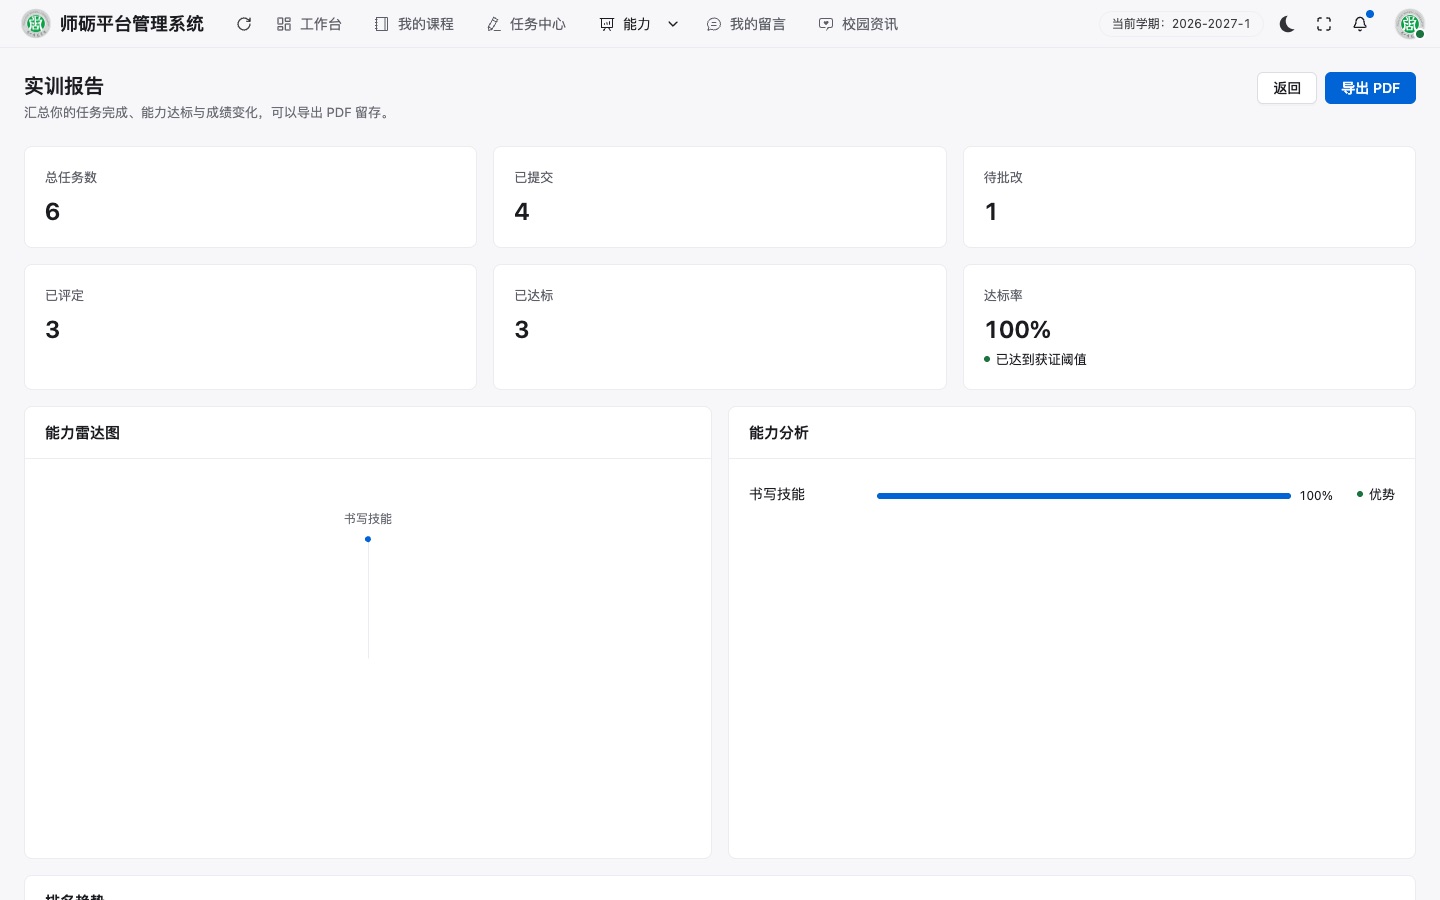 师砺平台管理系统
工作台
我的课程
任务中心
能力
我的留言
校园资讯
当前学期：2026-2027-1
实训报告
汇总你的任务完成、能力达标与成绩变化，可以导出 PDF 留存。
返回
导出 PDF
总任务数
6
已提交
4
待批改
1
已评定
3
已达标
3
达标率
100%
已达到获证阈值
能力雷达图
书写技能
能力分析
书写技能
100%
优势